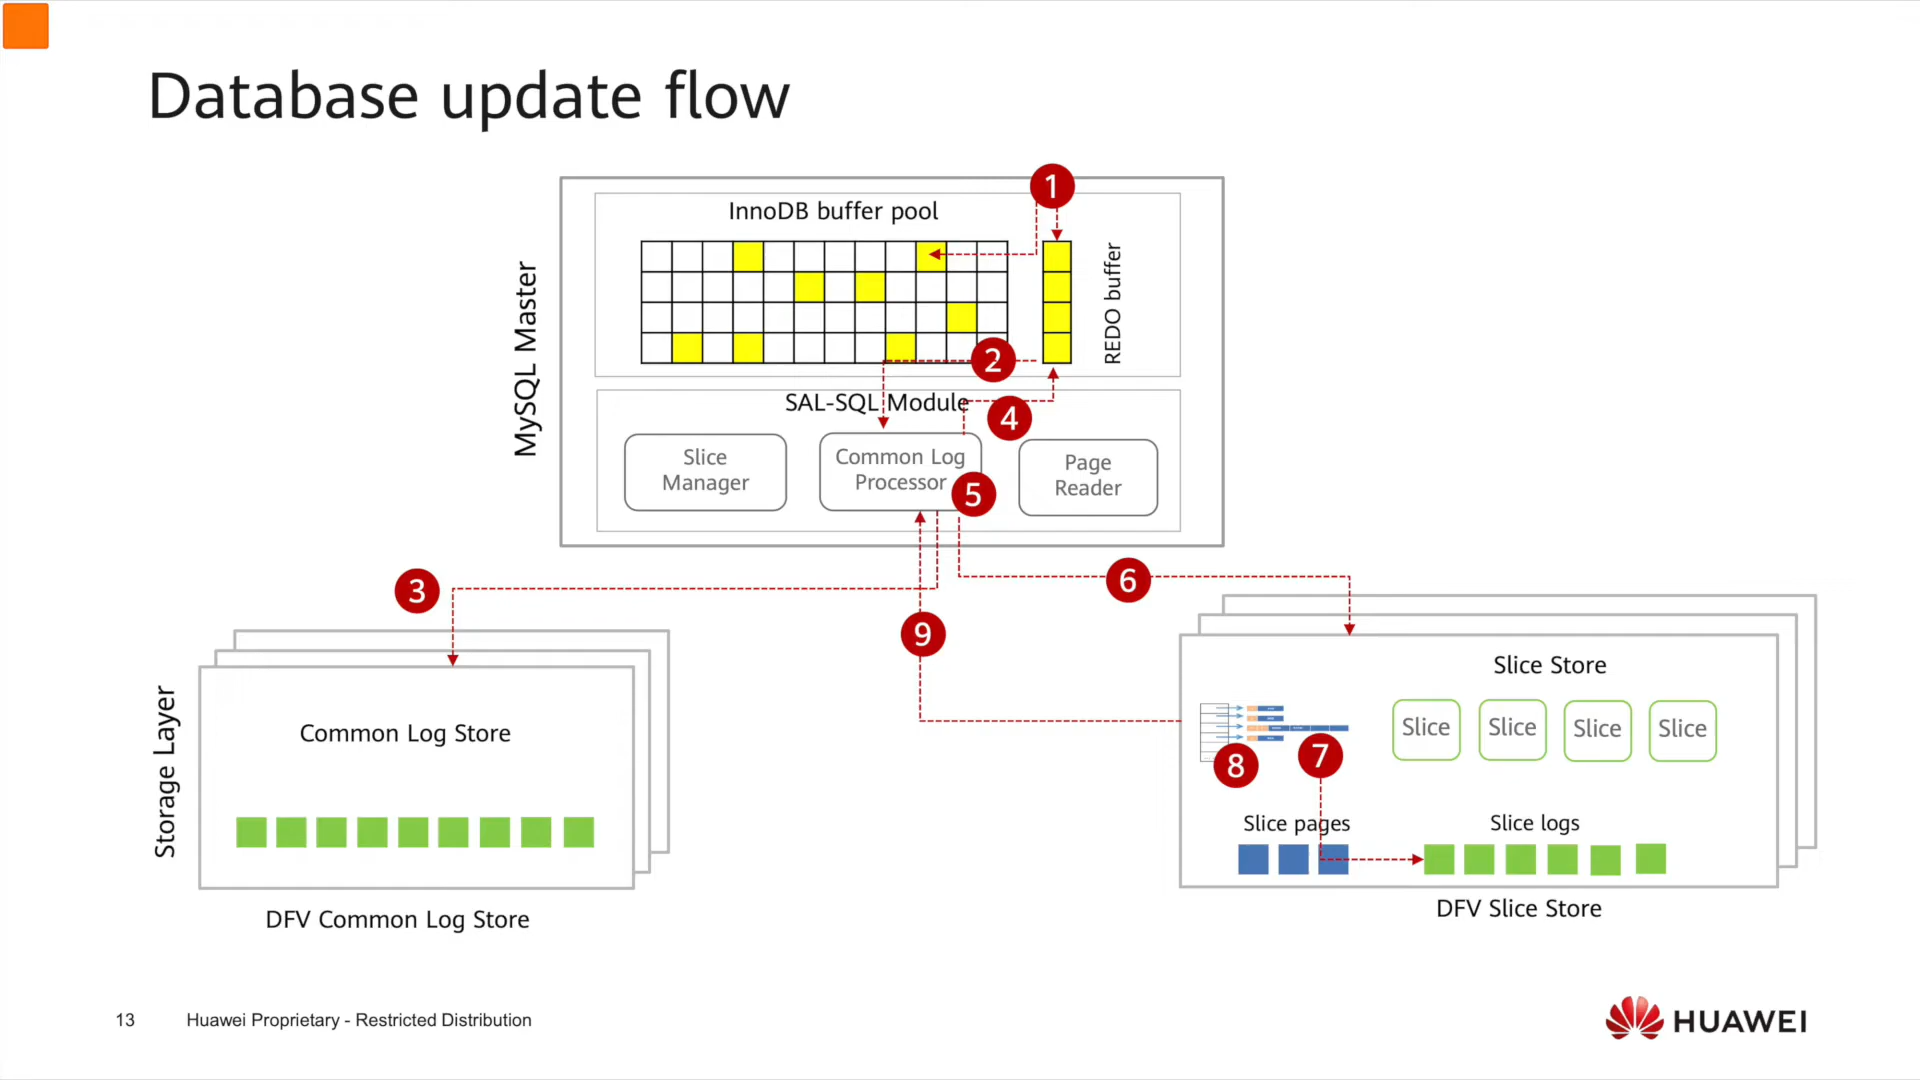 Database update flow
1
InnoDB buffer pool
MySQL Master
REDO buffer
2
SAL-SQL Module
4
Slice
Manager
Common Log
Processor
5
Page
Reader
3
6
9
Storage Layer
Common Log Store
DFV Common Log Store
Slice Store
Slice
Slice
Slice
Slice
7
8
Slice pages
Slice logs
DFV Slice Store
13
Huawei Proprietary - Restricted Distribution
HUAWEI